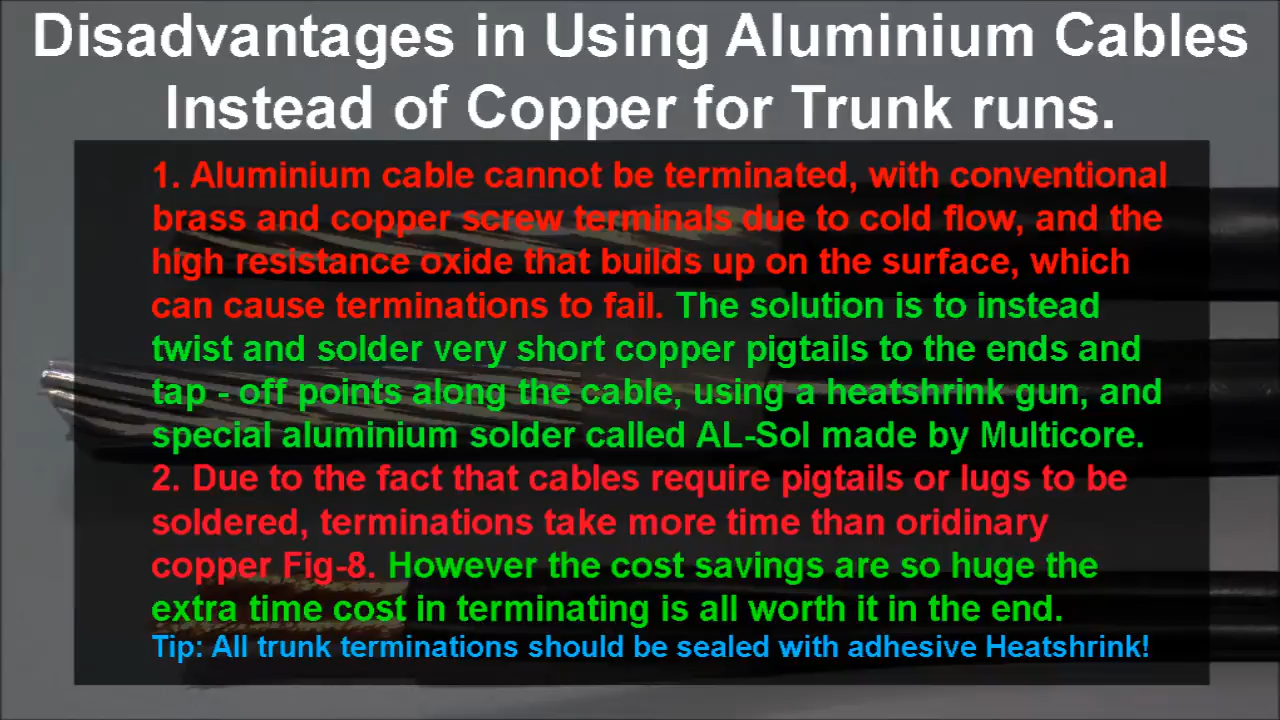 Disadvantages in Using Aluminium Cables
Instead of Copper for Trunk runs.
1. Aluminium cable cannot be terminated, with conventional
brass and copper screw terminals due to cold flow, and the
high resistance oxide that builds up on the surface, which
can cause terminations to fail. The solution is to instead
twist and solder very short copper pigtails to the ends and
tap - off points along the cable, using a heatshrink gun, and
special aluminium solder called AL-Sol made by Multicore.
2. Due to the fact that cables require pigtails or lugs to be
soldered, terminations take more time than oridinary
copper Fig-8. However the cost savings are so huge the
extra time cost in terminating is all worth it in the end.
Tip: All trunk terminations should be sealed with adhesive Heatshrink!